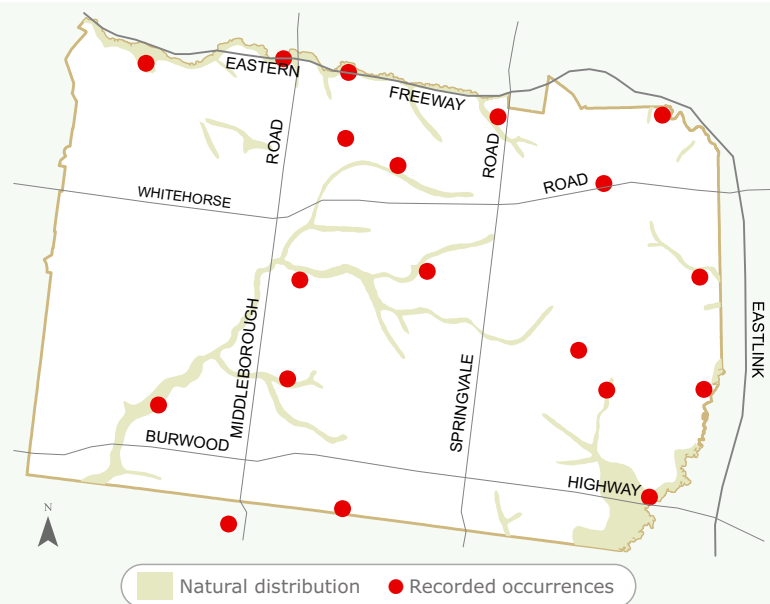 EASTERN
FREEWAY
ROAD
ROAD
WHITEHORSE
ROAD
MIDDLEBOROUGH
SPRINGVALE
EASTLINK
BURWOOD
HIGHWAY
N
Natural distribution
Recorded occurrences